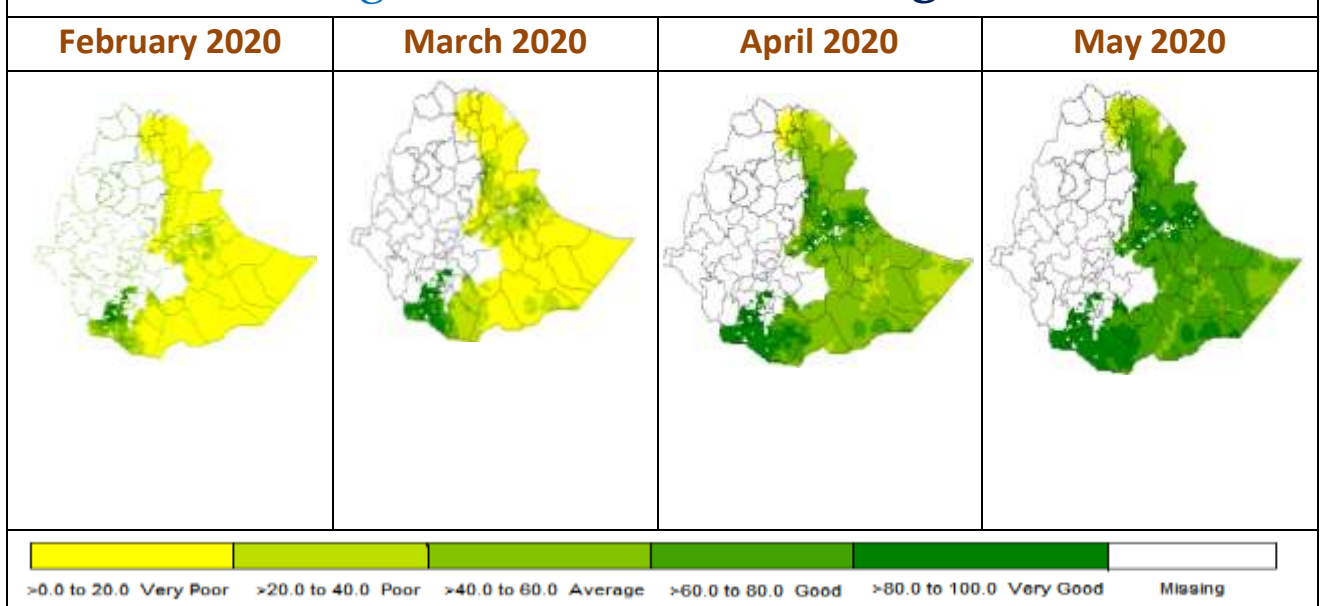 February 2020
March 2020
April 2020
May 2020
>0.0 to 20.0 Very Poor
>20.0 to 40.0 Poor
>40.0 to 60.0 Average
>60.0 to 80.0 Good
>80.0 to 100.0 Very Good
Missing